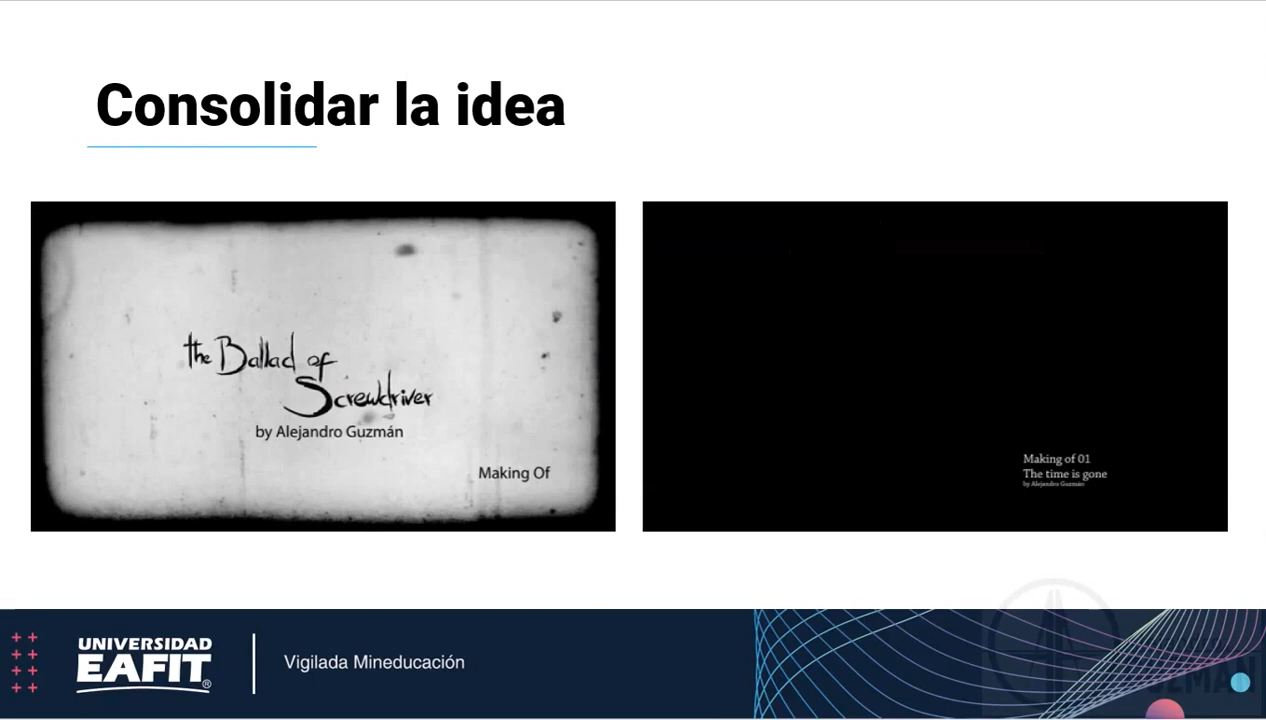 Consolidar la idea
the Ballad of
Screwdriver
by Alejandro Guzmán
Making Of
Making of 01
The time is gone
by Alejandro Guzmán
UNIVERSIDAD
EAFIT®
Vigilada Mineducación